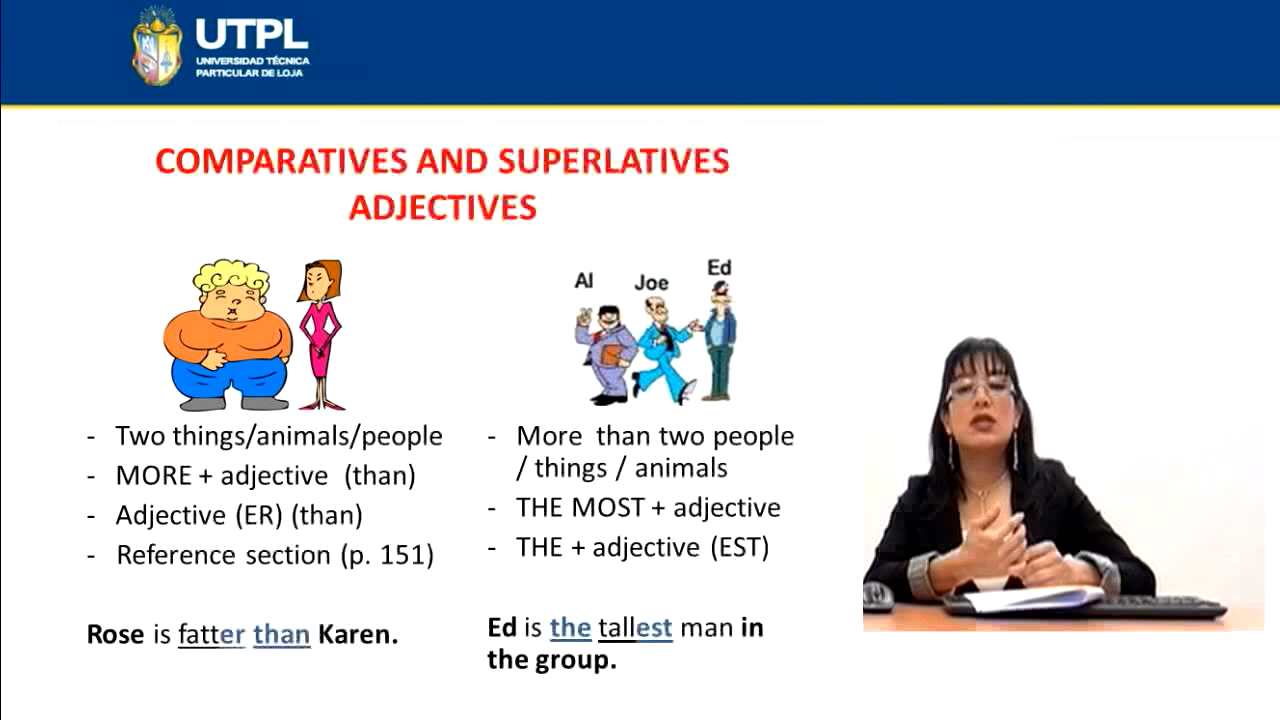 UTPL
UNIVERSIDAD TÉCNICA
PARTICULAR DE LOJA
COMPARATIVES AND SUPERLATIVES
ADJECTIVES
- Two things/animals/people
- MORE + adjective (than)
- Adjective (ER) (than)
- Reference section (p. 151)
Rose is fatter than Karen.
Al
Joe
Ed
- More than two people
/ things / animals
- THE MOST + adjective
- THE + adjective (EST)
Ed is the tallest man in
the group.